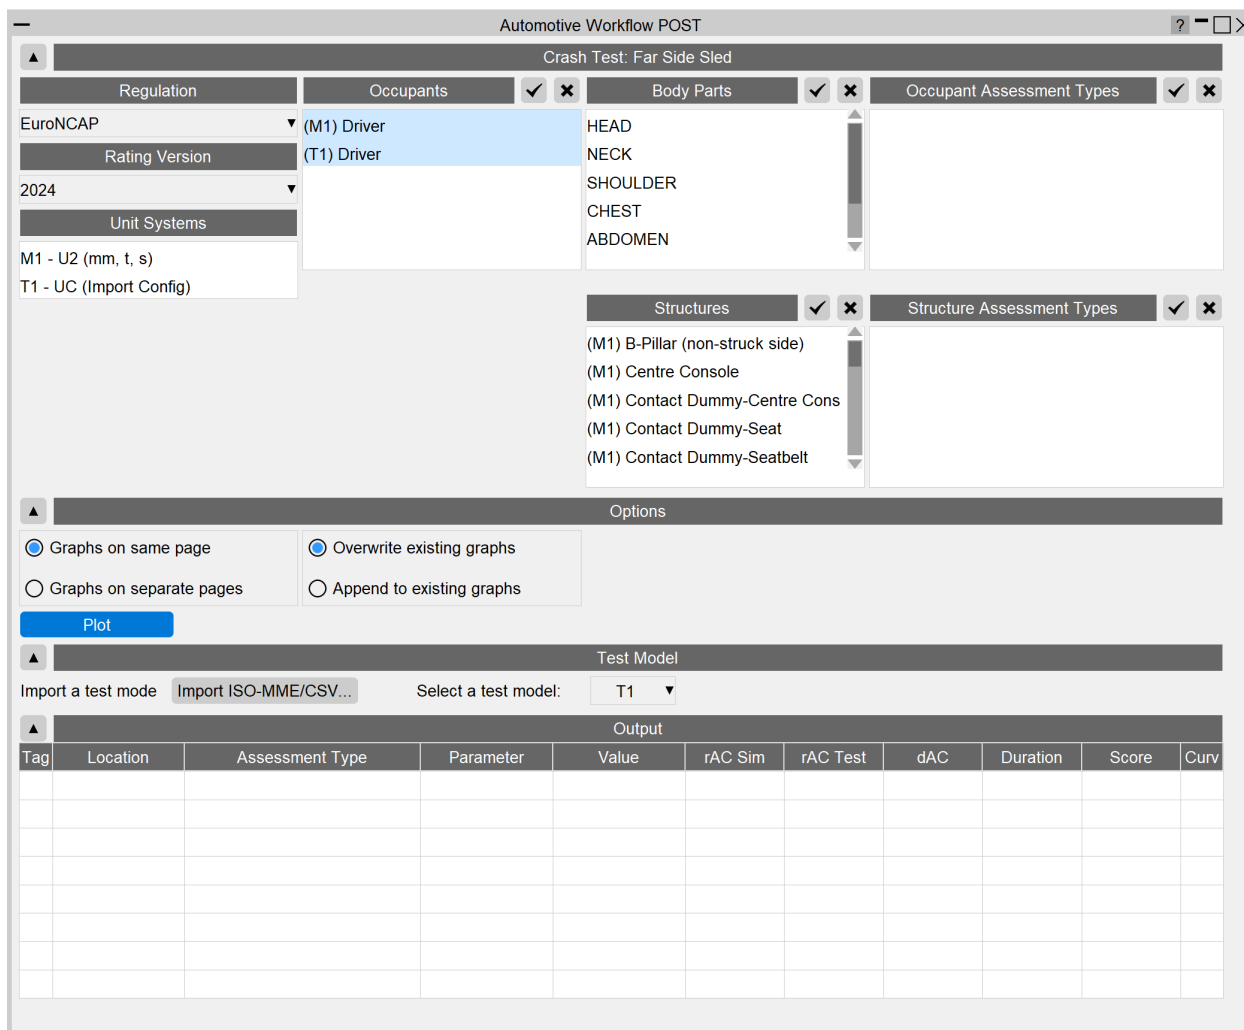 Automotive Workflow POST
?
Crash Test: Far Side Sled
Regulation
Occupants
Body Parts
Occupant Assessment Types
EuroNCAP
(M1) Driver
(T1) Driver
HEAD
NECK
SHOULDER
CHEST
ABDOMEN
Rating Version
2024
Unit Systems
M1 - U2 (mm, t, s)
T1 - UC (Import Config)
Structures
Structure Assessment Types
(M1) B-Pillar (non-struck side)
(M1) Centre Console
(M1) Contact Dummy-Centre Cons
(M1) Contact Dummy-Seat
(M1) Contact Dummy-Seatbelt
Options
Graphs on same page
Overwrite existing graphs
Graphs on separate pages
Append to existing graphs
Plot
Test Model
Import a test mode
Import ISO-MME/CSV...
Select a test model:
T1
Output
Tag Location Assessment Type Parameter Value rAC Sim rAC Test dAC Duration Score Curv